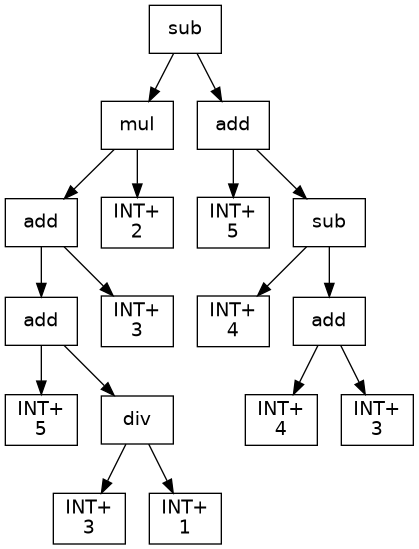 sub
mul
add
add
INT+
2
INT+
5
sub
add
INT+
3
INT+
4
add
INT+
5
div
INT+
4
INT+
3
INT+
3
INT+
1